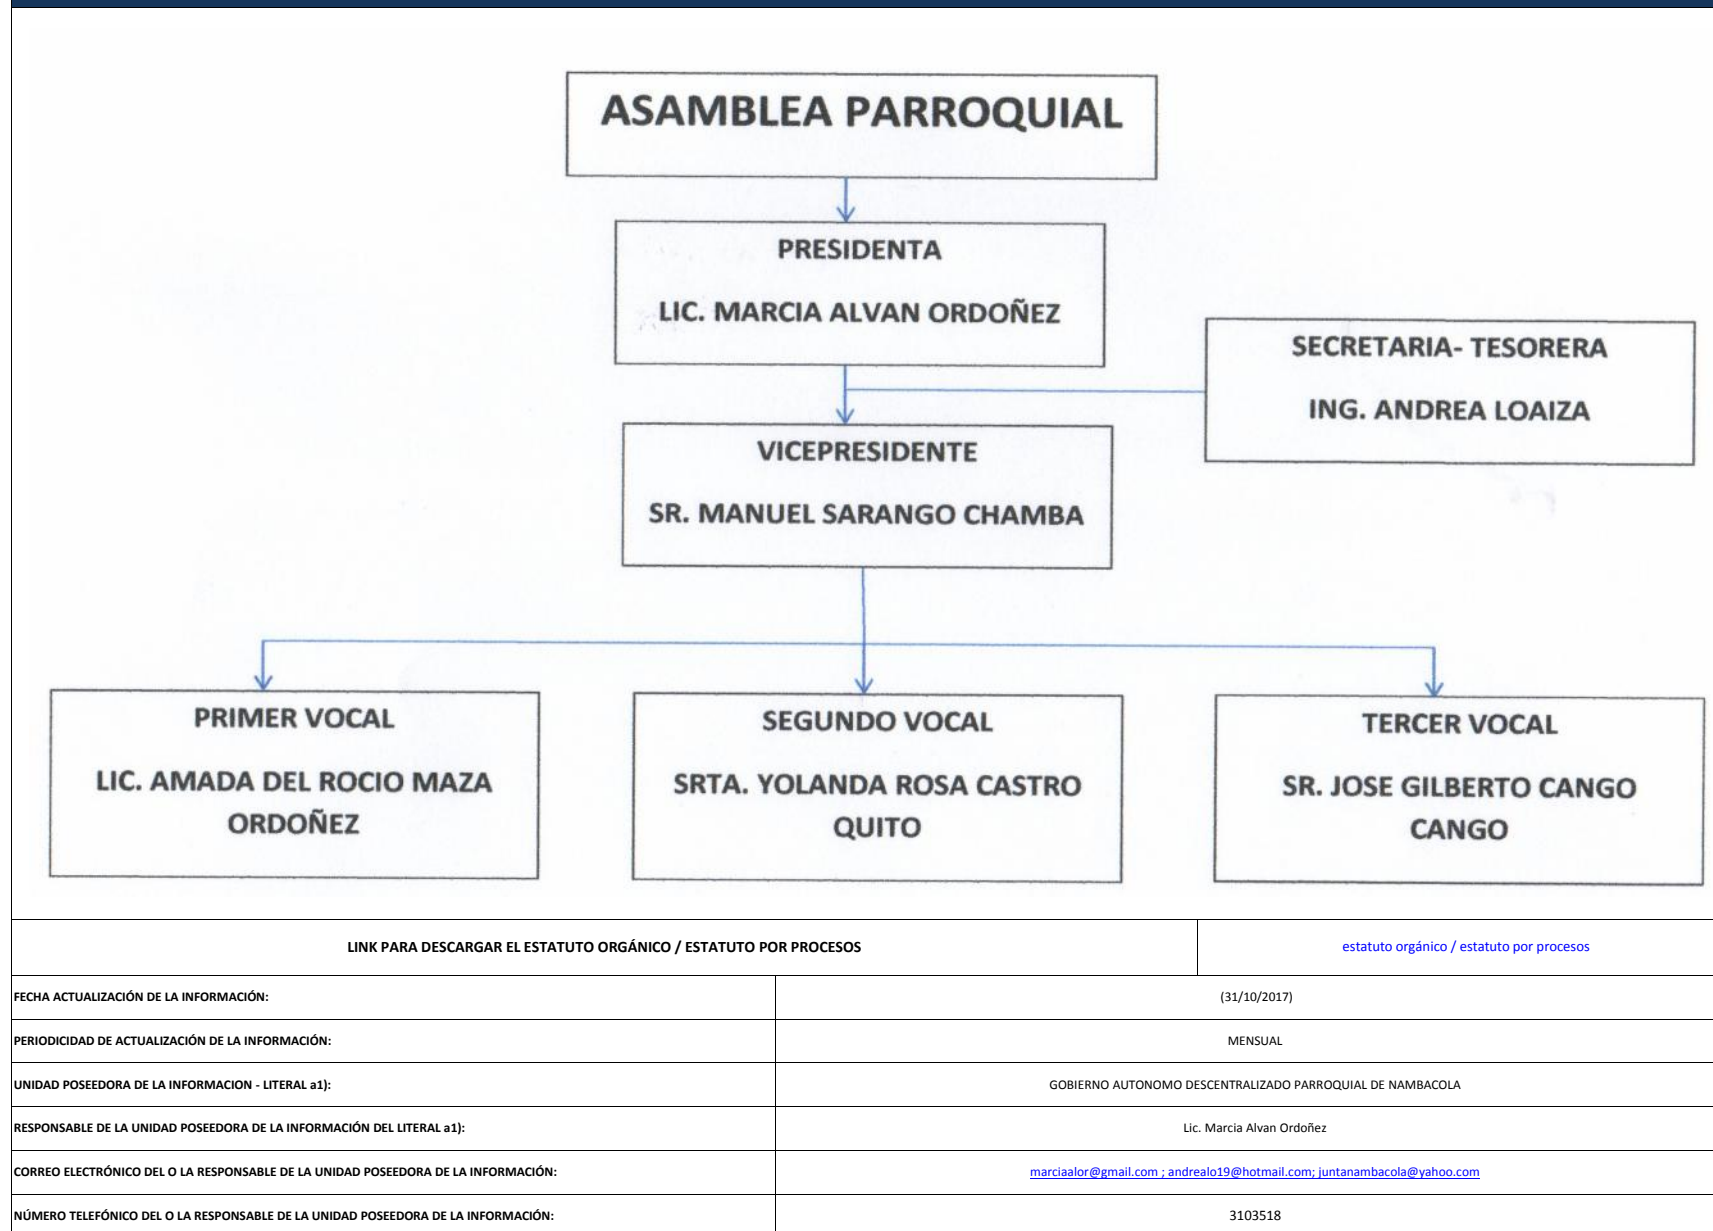 ASAMBLEA PARROQUIAL
PRESIDENTA
LIC. MARCIA ALVAN ORDOÑEZ
SECRETARIA- TESORERA
ING. ANDREA LOAIZA
VICEPRESIDENTE
SR. MANUEL SARANGO CHAMBA
PRIMER VOCAL
LIC. AMADA DEL ROCIO MAZA
ORDOÑEZ
SEGUNDO VOCAL
SRTA. YOLANDA ROSA CASTRO
QUITO
TERCER VOCAL
SR. JOSE GILBERTO CANGO
CANGO
LINK PARA DESCARGAR EL ESTATUTO ORGÁNICO / ESTATUTO POR PROCESOS
estatuto orgánico / estatuto por procesos
FECHA ACTUALIZACIÓN DE LA INFORMACIÓN:
(31/10/2017)
PERIODICIDAD DE ACTUALIZACIÓN DE LA INFORMACIÓN:
MENSUAL
UNIDAD POSEEDORA DE LA INFORMACION - LITERAL a1):
GOBIERNO AUTONOMO DESCENTRALIZADO PARROQUIAL DE NAMBACOLA
RESPONSABLE DE LA UNIDAD POSEEDORA DE LA INFORMACIÓN DEL LITERAL a1):
Lic. Marcia Alvan Ordoñez
CORREO ELECTRÓNICO DEL O LA RESPONSABLE DE LA UNIDAD POSEEDORA DE LA INFORMACIÓN:
marciaalor@gmail.com ; andrealo19@hotmail.com; juntanambacola@yahoo.com
NÚMERO TELEFÓNICO DEL O LA RESPONSABLE DE LA UNIDAD POSEEDORA DE LA INFORMACIÓN:
3103518